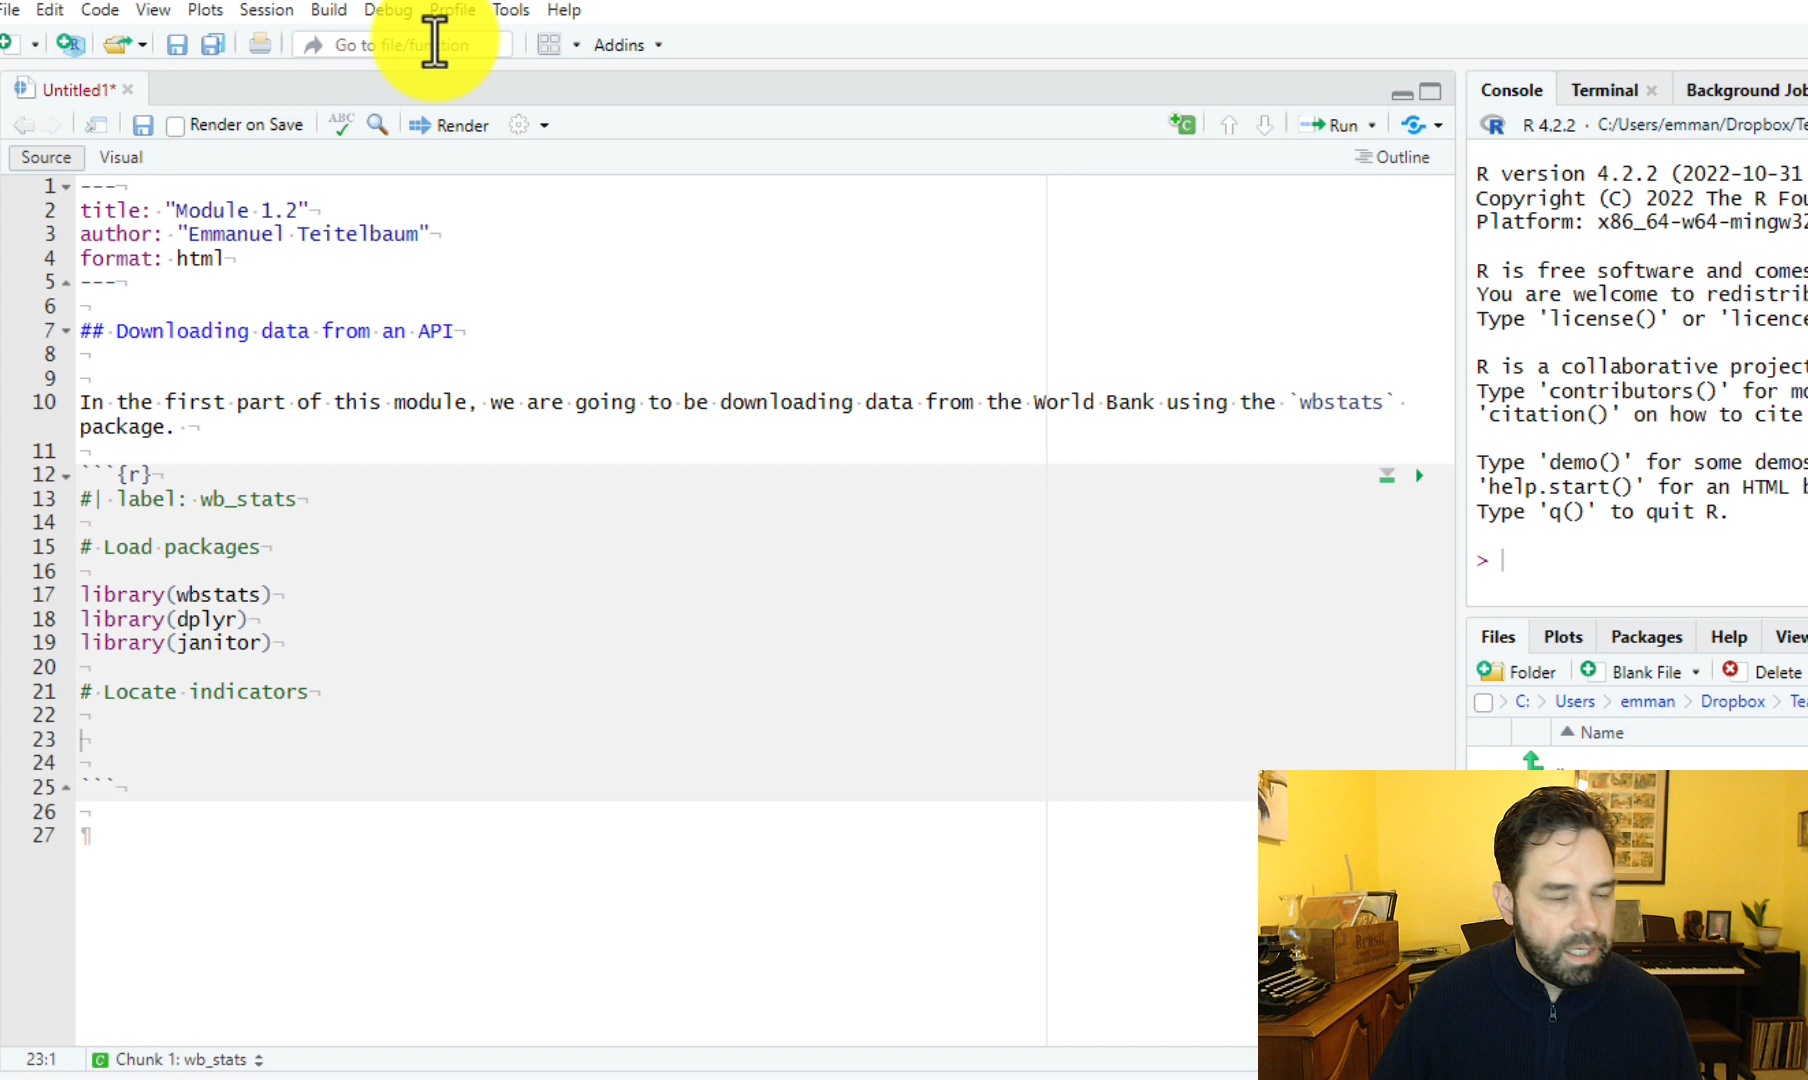 File Edit Code View Plots Session Build Debug Profile Tools Help
Go to file/function Addins
Untitled1*
Render on Save ABC Render Run
Source Visual Outline
1 ---
2 title: "Module 1.2"
3 author: "Emmanuel Teitelbaum"
4 format: html
5 ---
6
7 ## Downloading data from an API
8
9
10 In the first part of this module, we are going to be downloading data from the World Bank using the `wbstats`
package.
11
12 ```{r}
13 #| label: wb_stats
14
15 # Load packages
16
17 library(wbstats)
18 library(dplyr)
19 library(janitor)
20
21 # Locate indicators
22
23
24
25 ```
26
27
23:1 C Chunk 1: wb_stats
Console Terminal Background Job
R 4.2.2 · C:/Users/emman/Dropbox/Te
R version 4.2.2 (2022-10-31
Copyright (C) 2022 The R Fou
Platform: x86_64-w64-mingw32
R is free software and comes
You are welcome to redistrib
Type 'license()' or 'licence
R is a collaborative project
Type 'contributors()' for mo
'citation()' on how to cite
Type 'demo()' for some demos
'help.start()' for an HTML b
Type 'q()' to quit R.
>
Files Plots Packages Help View
Folder Blank File Delete
C: Users emman Dropbox Te
Name
..